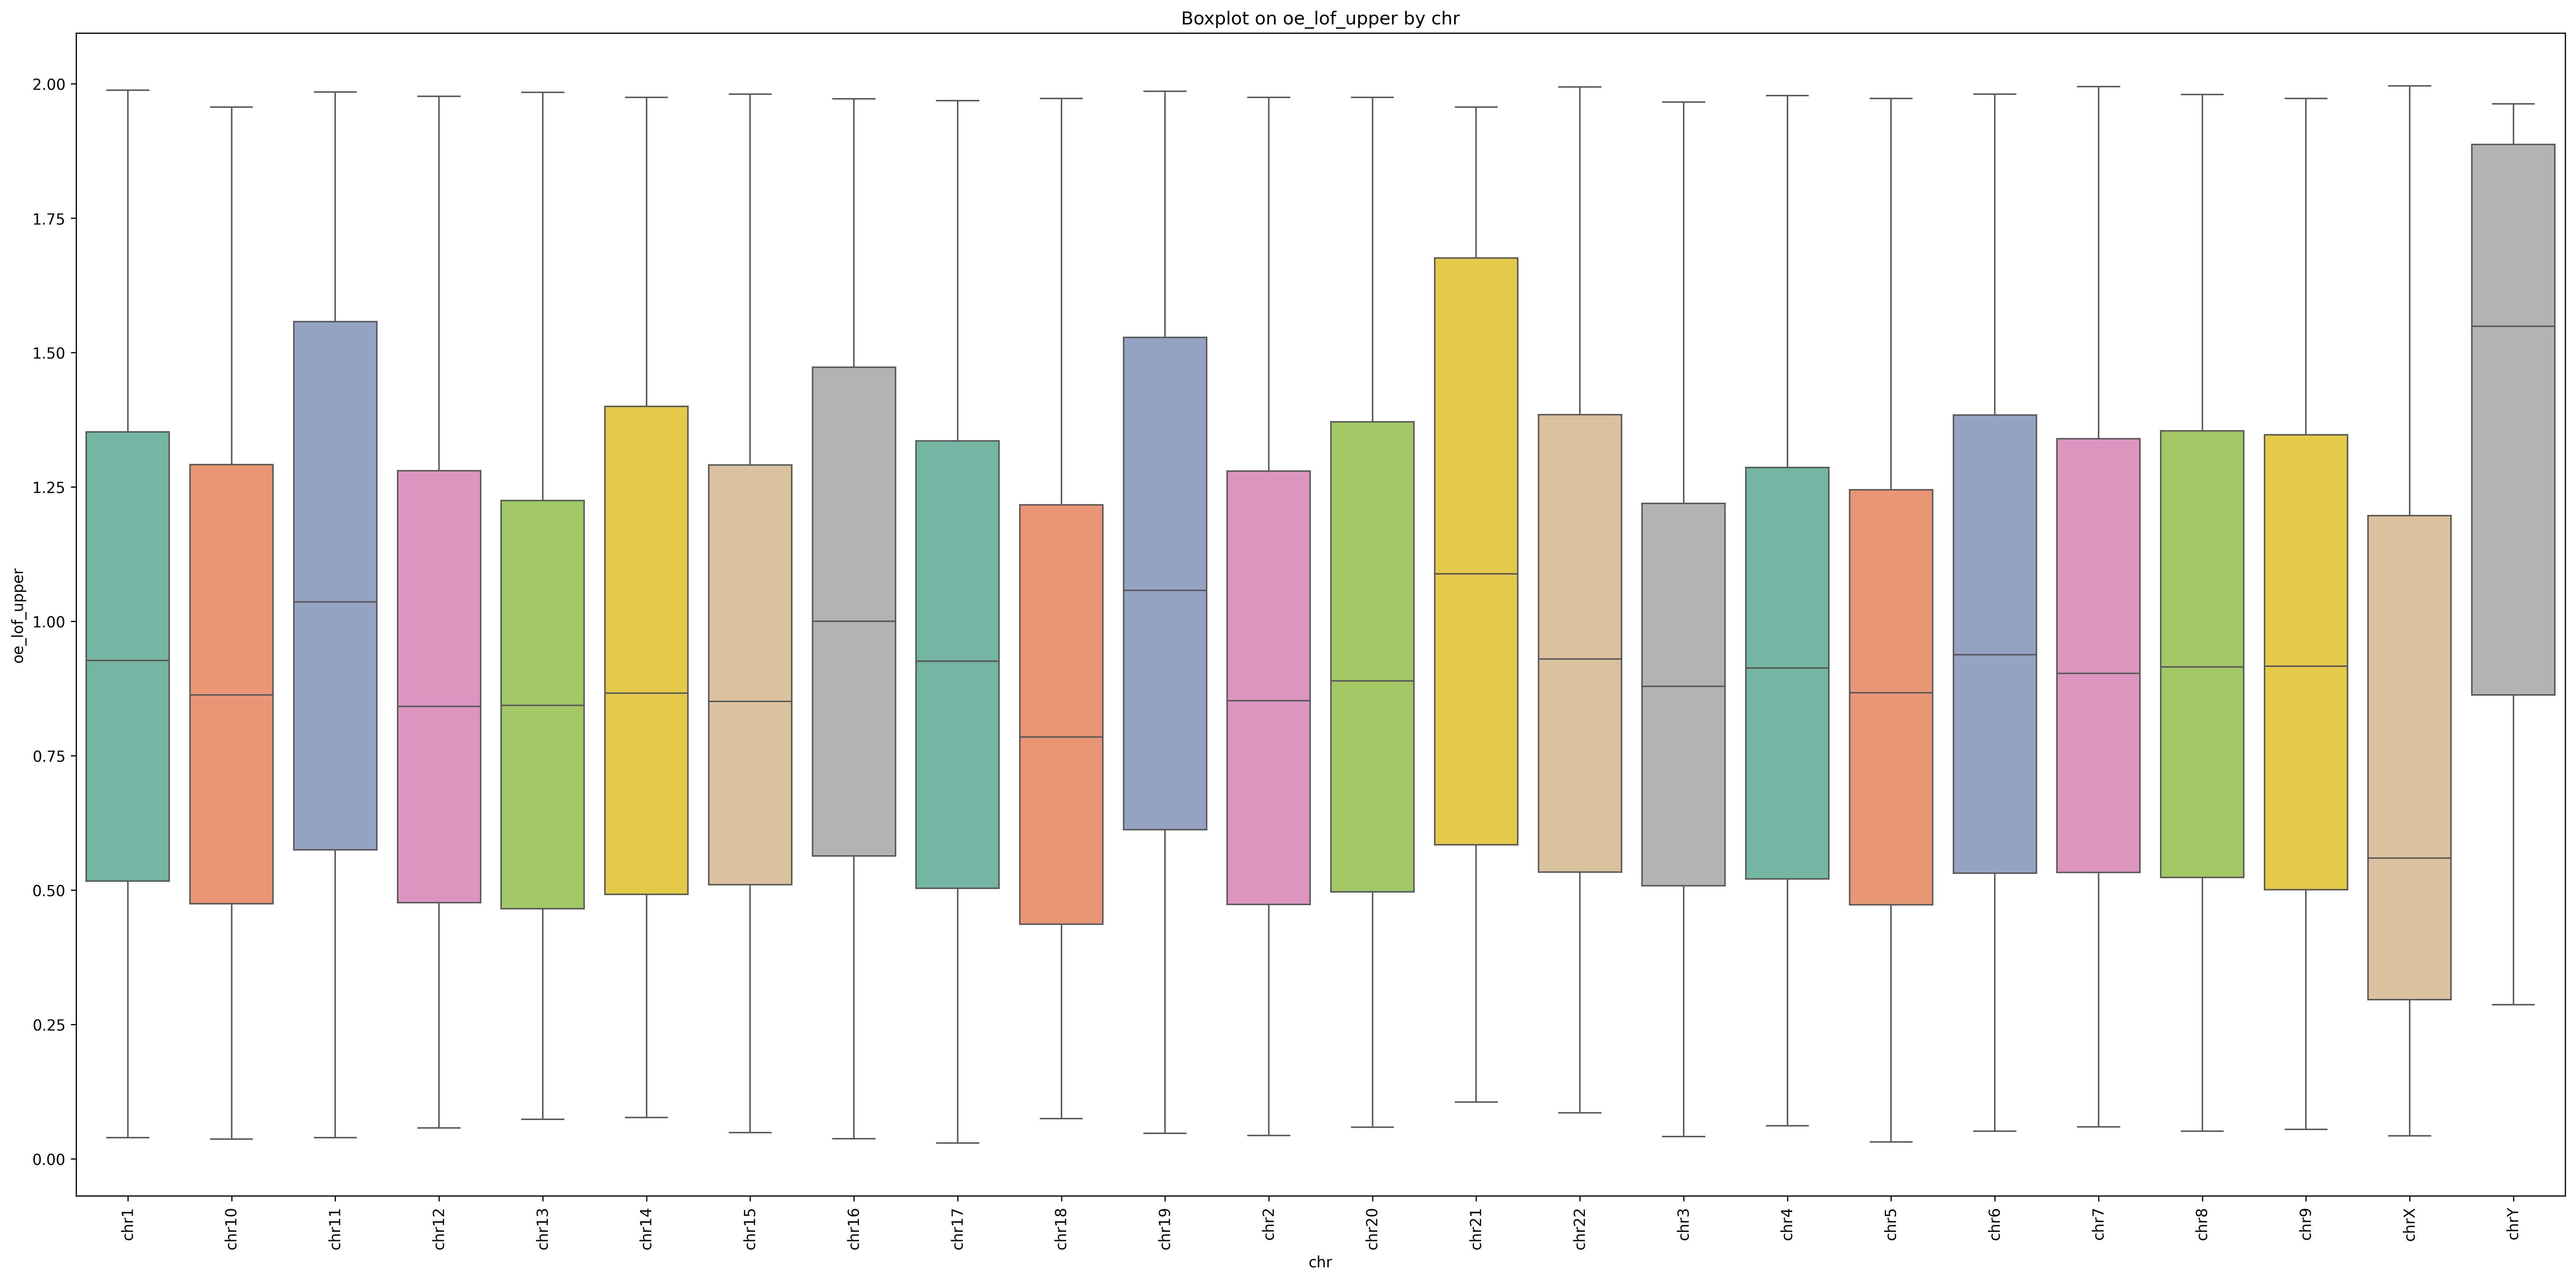 Boxplot on oe_lof_upper by chr
oe_lof_upper
2.00
1.75
1.50
1.25
1.00
0.75
0.50
0.25
0.00
chr1
chr10
chr11
chr12
chr13
chr14
chr15
chr16
chr17
chr18
chr19
chr2
chr20
chr21
chr22
chr3
chr4
chr5
chr6
chr7
chr8
chr9
chrX
chrY
chr